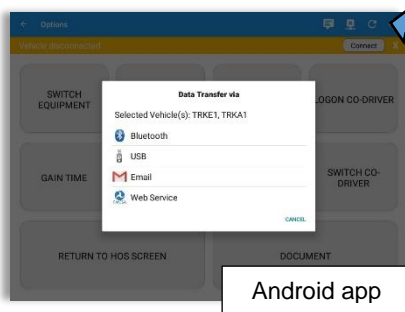 Options
Vehicle disconnected
Connect
X
SWITCH
EQUIPMENT
LOGON CO-DRIVER
Data Transfer via
Selected Vehicle(s): TRKE1, TRKA1
Bluetooth
USB
Email
Web Service
CANCEL
GAIN TIME
SWITCH CO-
DRIVER
RETURN TO HOS SCREEN
DOCUMENT
Android app